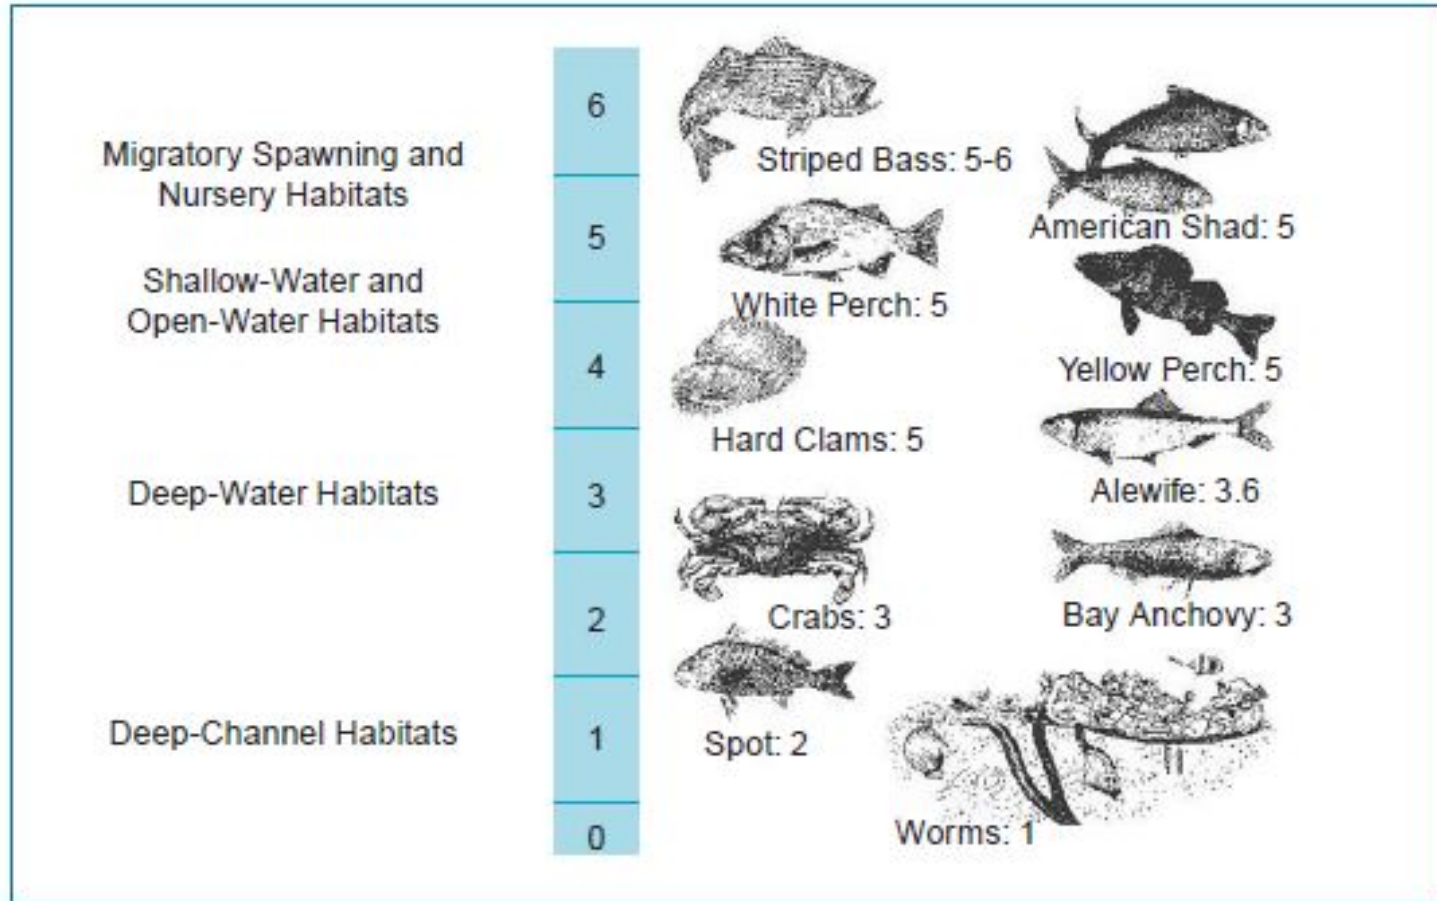 Migratory Spawning and
Nursery Habitats
Shallow-Water and
Open-Water Habitats
Deep-Water Habitats
Deep-Channel Habitats
6
5
4
3
2
1
0
Striped Bass: 5-6
American Shad: 5
White Perch: 5
Yellow Perch: 5
Hard Clams: 5
Alewife: 3.6
Crabs: 3
Bay Anchovy: 3
Spot: 2
Worms: 1